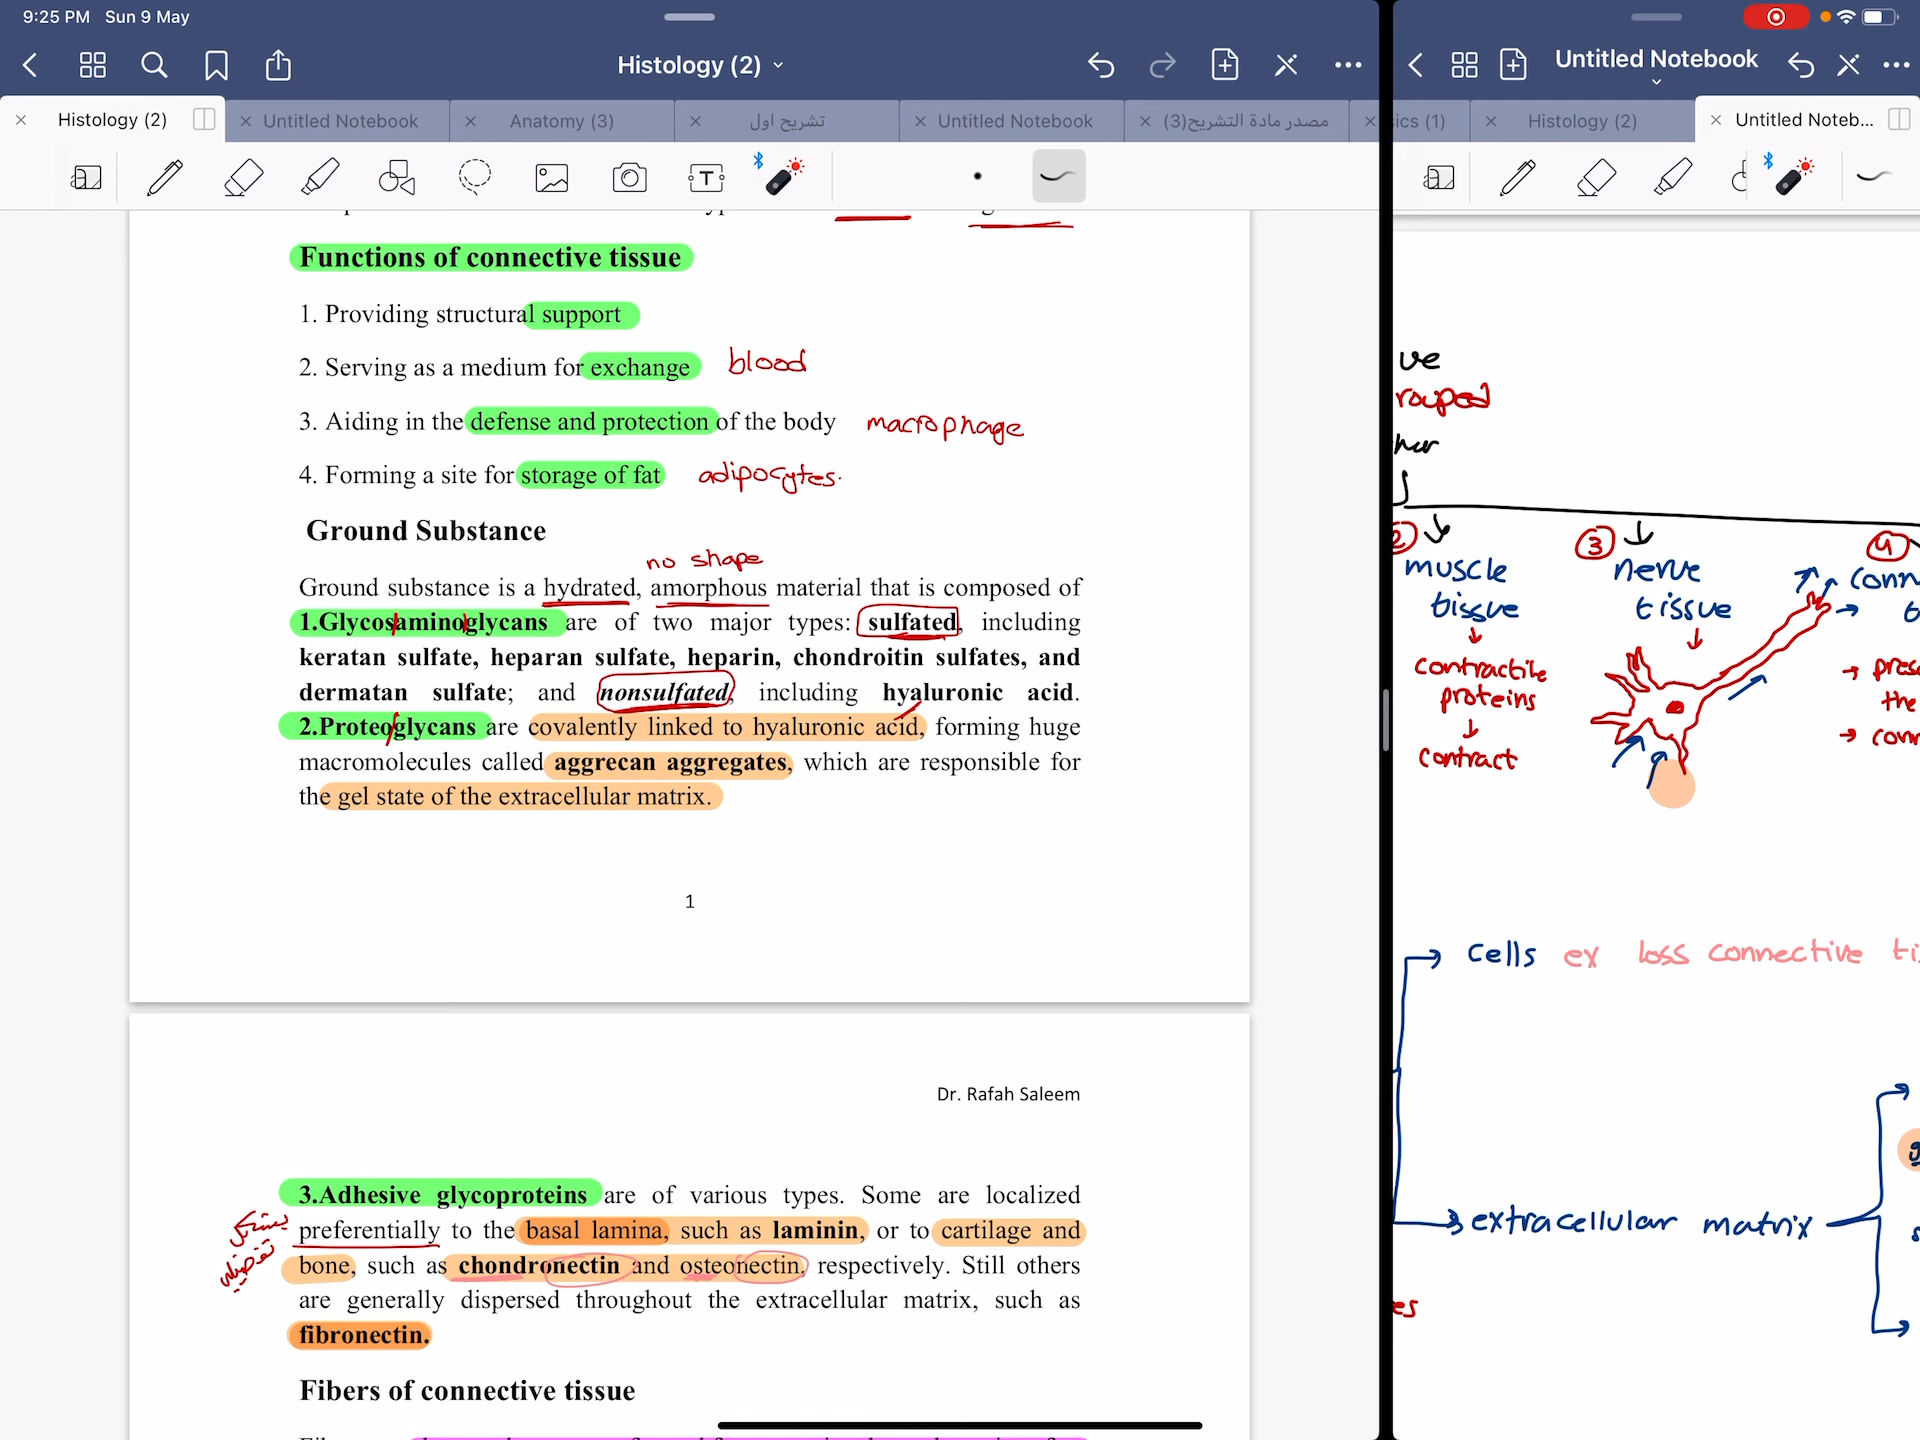 9:25 PM Sun 9 May
Histology (2)
Untitled Notebook
Histology (2)
Untitled Notebook
Anatomy (3)
تشريح اول
Untitled Notebook
مصدر مادة التشريح(3)
ics (1)
Histology (2)
Untitled Noteb...
Functions of connective tissue
1. Providing structural support
2. Serving as a medium for exchange blood
3. Aiding in the defense and protection of the body macrophage
4. Forming a site for storage of fat adipocytes.
Ground Substance
no shape
Ground substance is a hydrated, amorphous material that is composed of
1.Glycosaminoglycans are of two major types: sulfated, including
keratan sulfate, heparan sulfate, heparin, chondroitin sulfates, and
dermatan sulfate; and nonsulfated, including hyaluronic acid.
2.Proteoglycans are covalently linked to hyaluronic acid, forming huge
macromolecules called aggrecan aggregates, which are responsible for
the gel state of the extracellular matrix.
1
Dr. Rafah Saleem
3.Adhesive glycoproteins are of various types. Some are localized
preferentially to the basal lamina, such as laminin, or to cartilage and
bone, such as chondronectin and osteonectin, respectively. Still others
are generally dispersed throughout the extracellular matrix, such as
fibronectin.
Fibers of connective tissue
ve
rouped
2 3 4
muscle
tissue
contractile
proteins
contract
nerve
tissue
conn
t
pres
the
conn
cells ex loss connective ti
extracellular matrix
es